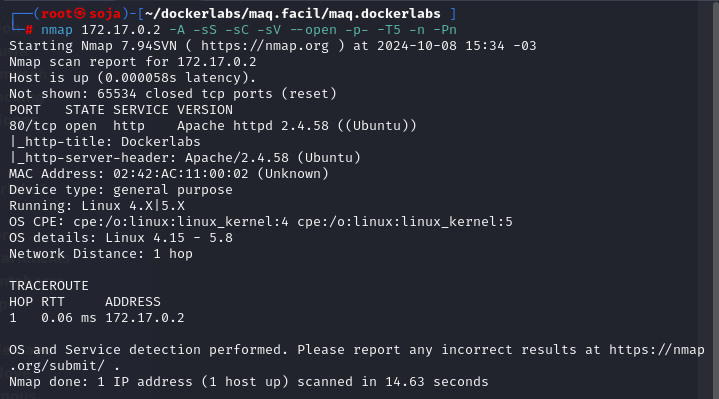 (root㉿soja)-[~/dockerlabs/maq.facil/maq.dockerlabs ]
# nmap 172.17.0.2 -A -sS -sC -sV --open -p- -T5 -n -Pn
Starting Nmap 7.94SVN ( https://nmap.org ) at 2024-10-08 15:34 -03
Nmap scan report for 172.17.0.2
Host is up (0.000058s latency).
Not shown: 65534 closed tcp ports (reset)
PORT   STATE SERVICE VERSION
80/tcp open  http    Apache httpd 2.4.58 ((Ubuntu))
|_http-title: Dockerlabs
|_http-server-header: Apache/2.4.58 (Ubuntu)
MAC Address: 02:42:AC:11:00:02 (Unknown)
Device type: general purpose
Running: Linux 4.X|5.X
OS CPE: cpe:/o:linux:linux_kernel:4 cpe:/o:linux:linux_kernel:5
OS details: Linux 4.15 - 5.8
Network Distance: 1 hop
TRACEROUTE
HOP RTT     ADDRESS
1   0.06 ms 172.17.0.2
OS and Service detection performed. Please report any incorrect results at https://nmap
.org/submit/ .
Nmap done: 1 IP address (1 host up) scanned in 14.63 seconds